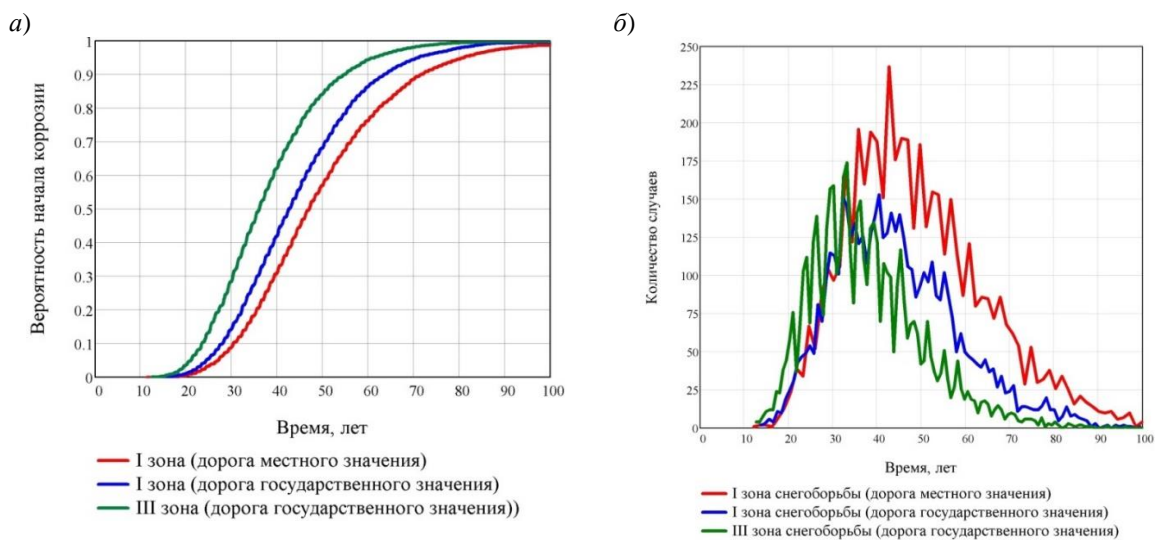 а)
Вероятность начала коррозии
1
0.9
0.8
0.7
0.6
0.5
0.4
0.3
0.2
0.1
0
0 10 20 30 40 50 60 70 80 90 100
Время, лет
I зона (дорога местного значения)
I зона (дорога государственного значения)
III зона (дорога государственного значения))
б)
Количество случаев
250
225
200
175
150
125
100
75
50
25
0
0 10 20 30 40 50 60 70 80 90 100
Время, лет
I зона снегоборьбы (дорога местного значения)
I зона снегоборьбы (дорога государственного значения)
III зона снегоборьбы (дорога государственного значения)